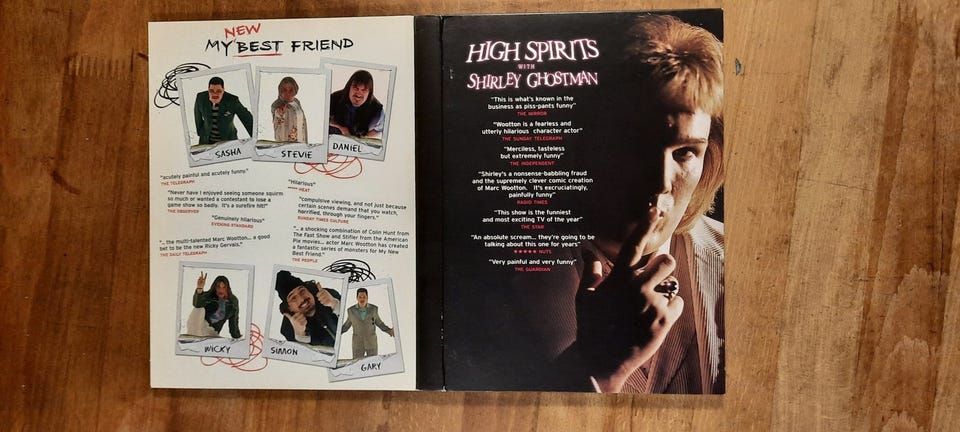 NEW
MY BEST FRIEND
SASHA
STEVIE
DANIEL
"acutely painful and acutely funny."
THE TELEGRAPH
"Never have I enjoyed seeing someone squirm
so much or wanted a contestant to lose a
game show so badly. It's a surefire hit!"
THE OBSERVER
"Genuinely hilarious"
EVENING STANDARD
"... the multi-talented Marc Wootton... a good
bet to be the new Ricky Gervais."
THE DAILY TELEGRAPH
"Hilarious"
***** HEAT
"compulsive viewing, and not just because
certain scenes demand that you watch,
horrified, through your fingers."
SUNDAY TIMES CULTURE
"... a shocking combination of Colin Hunt from
The Fast Show and Stifler from the American
Pie movies... actor Marc Wootton has created
a fantastic series of monsters for My New
Best Friend."
THE PEOPLE
WICKY
SIMON
GARY
HIGH SPIRITS
WITH
SHIRLEY GHOSTMAN
"This is what's known in the
business as piss-pants funny"
THE MIRROR
"Wootton is a fearless and
utterly hilarious character actor"
THE SUNDAY TELEGRAPH
"Merciless, tasteless
but extremely funny"
THE INDEPENDENT
"Shirley's a nonsense-babbling fraud
and the supremely clever comic creation
of Marc Wootton. It's excruciatingly,
painfully funny"
RADIO TIMES
"This show is the funniest
and most exciting TV of the year"
THE STAR
"An absolute scream... they're going to be
talking about this one for years"
★★★★★ NUTS
"Very painful and very funny"
THE GUARDIAN